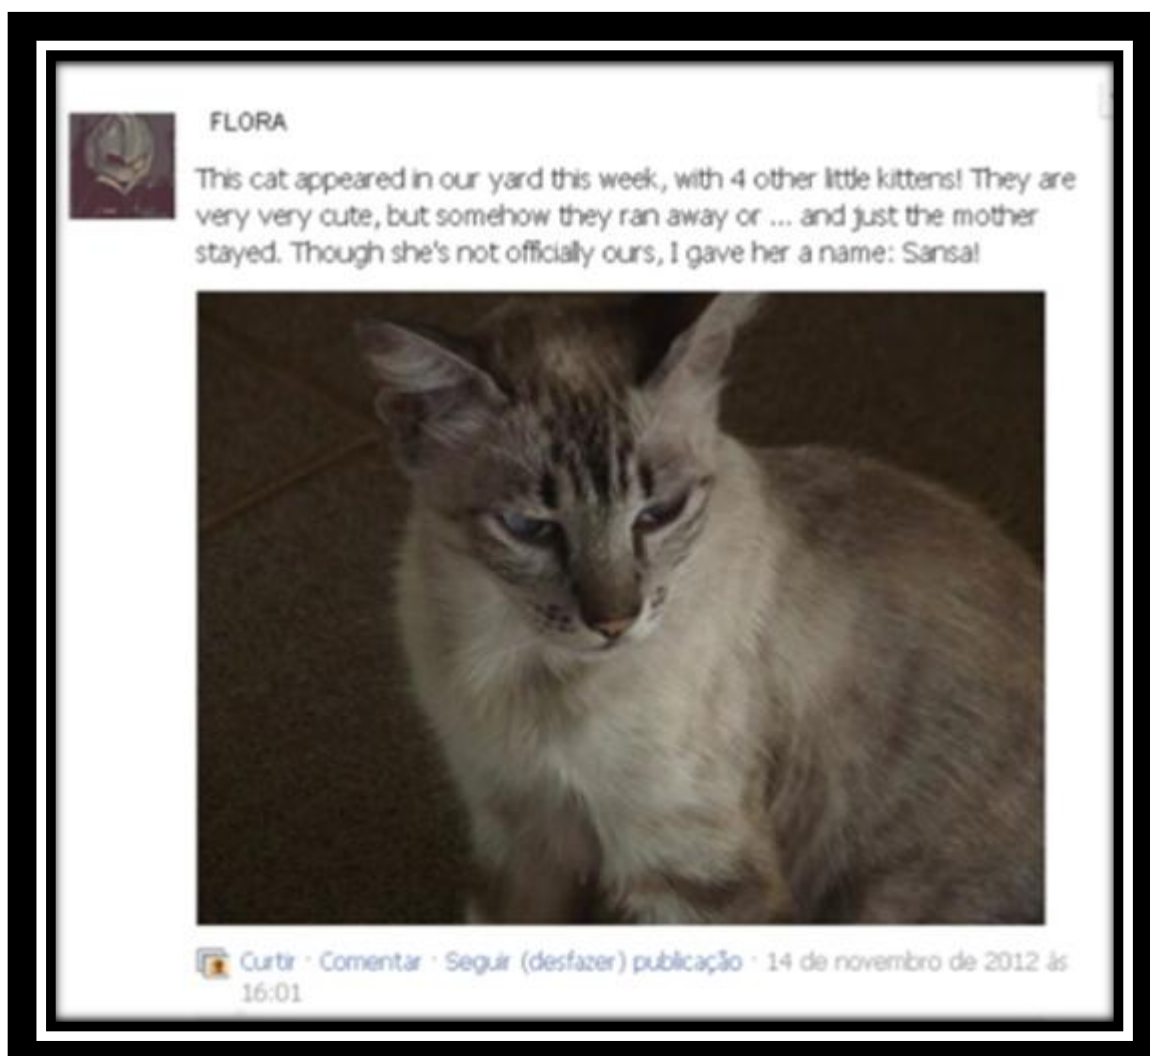 FLORA
This cat appeared in our yard this week, with 4 other little kittens! They are
very very cute, but somehow they ran away or ... and just the mother
stayed. Though she's not officially ours, I gave her a name: Sansa!
Curtir · Comentar · Seguir (desfazer) publicação · 14 de novembro de 2012 às
16:01